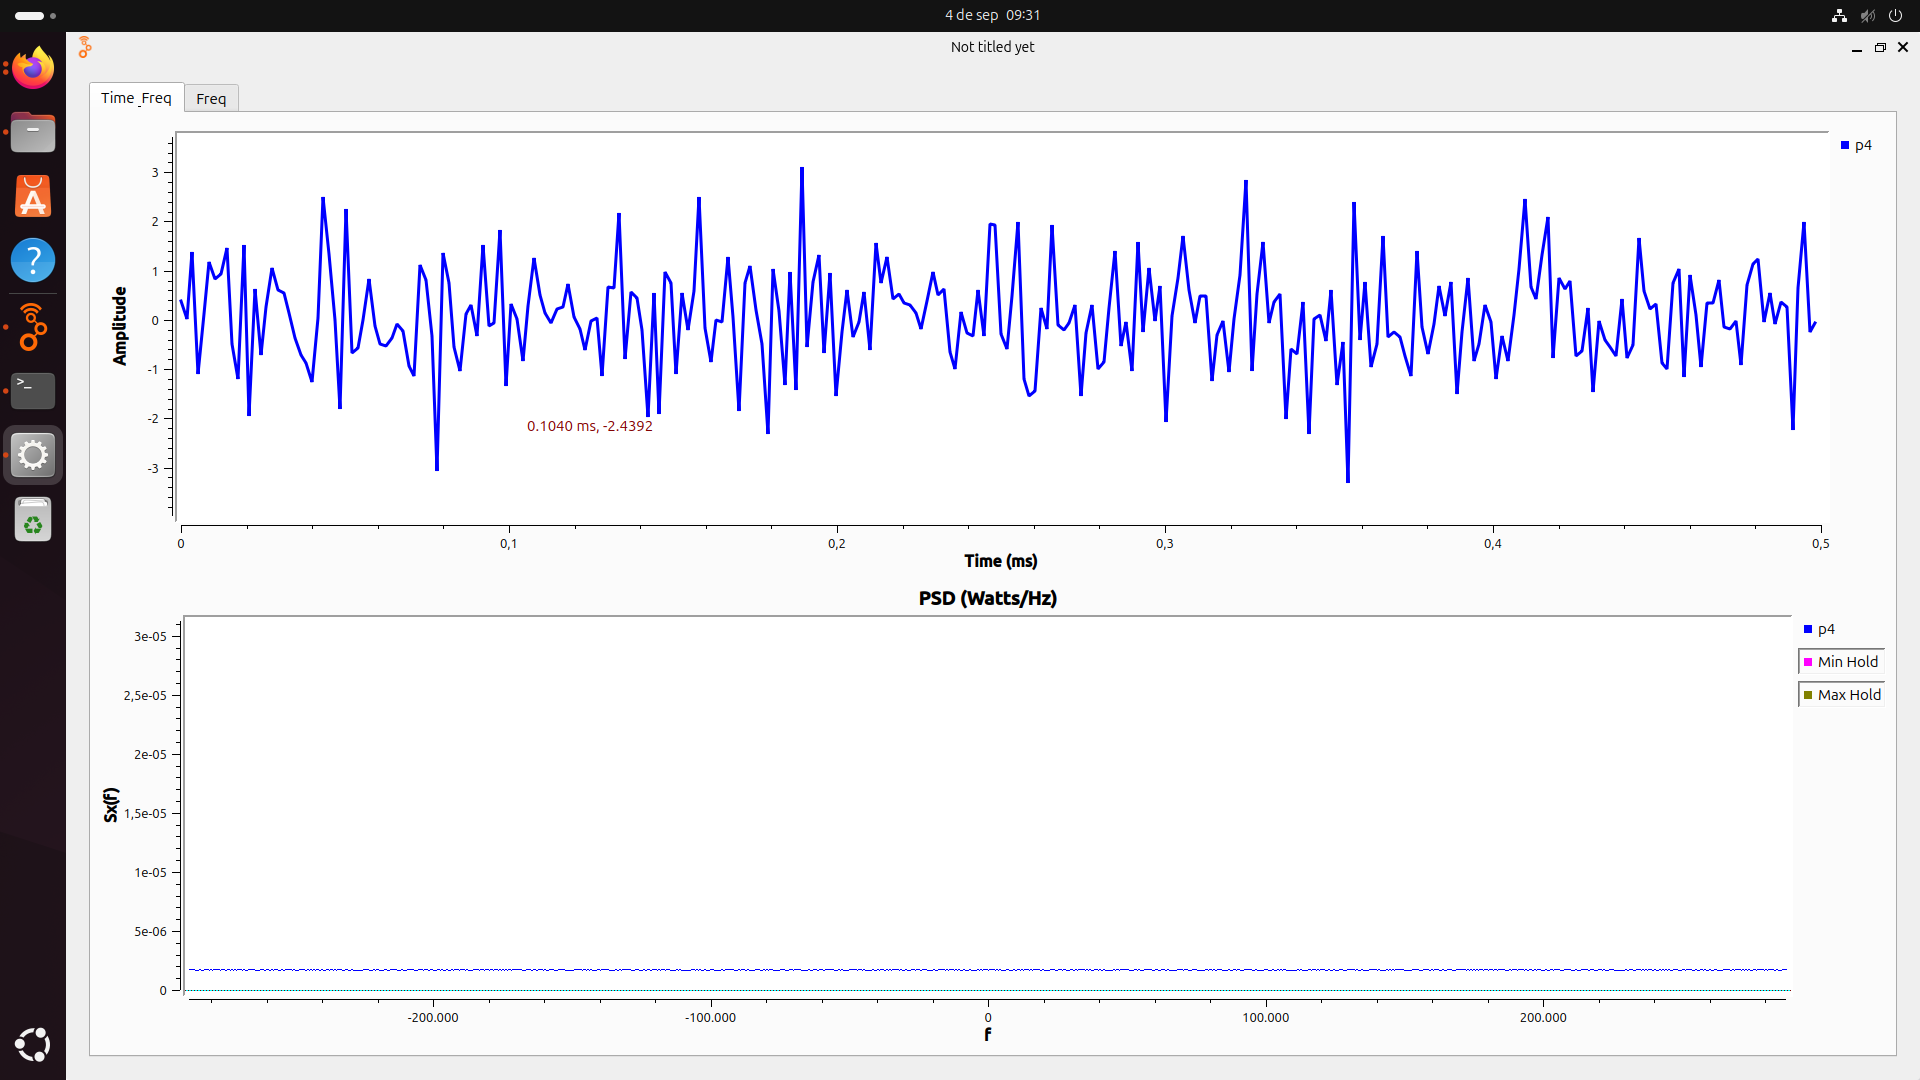 4 de sep 09:31
Not titled yet
Time_Freq
Freq
p4
3
2
1
0
-1
-2
-3
Amplitude
0.1040 ms, -2.4392
0
0,1
0,2
0,3
0,4
0,5
Time (ms)
PSD (Watts/Hz)
p4
Min Hold
Max Hold
3e-05
2,5e-05
2e-05
1,5e-05
1e-05
5e-06
0
Sx(f)
-200.000
-100.000
0
100.000
200.000
f